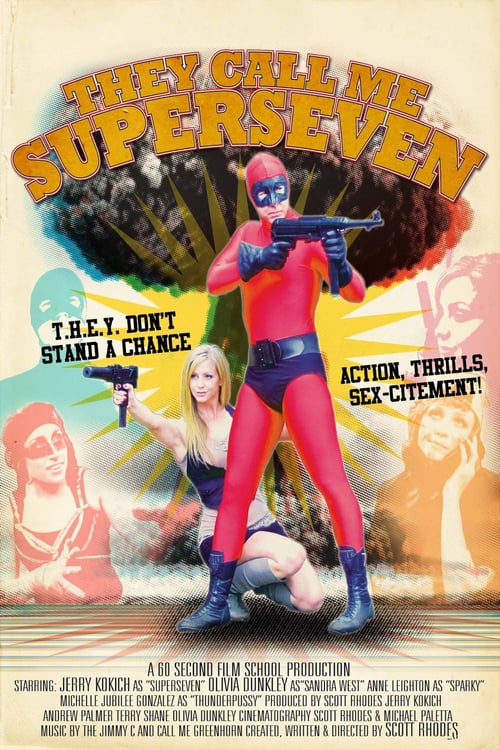 THEY CALL ME
SUPERSEVEN
T.H.E.Y. DON'T
STAND A CHANCE
ACTION, THRILLS,
SEX-CITEMENT!
A 60 SECOND FILM SCHOOL PRODUCTION
STARRING: JERRY KOKICH AS "SUPERSEVEN" OLIVIA DUNKLEY AS "SANDRA WEST" ANNE LEIGHTON AS "SPARKY"
MICHELLE JUBILEE GONZALEZ AS "THUNDERPUSSY" PRODUCED BY SCOTT RHODES JERRY KOKICH
ANDREW PALMER TERRY SHANE OLIVIA DUNKLEY CINEMATOGRAPHY SCOTT RHODES & MICHAEL PALETTA
MUSIC BY THE JIMMY C AND CALL ME GREENHORN CREATED, WRITTEN & DIRECTED BY SCOTT RHODES